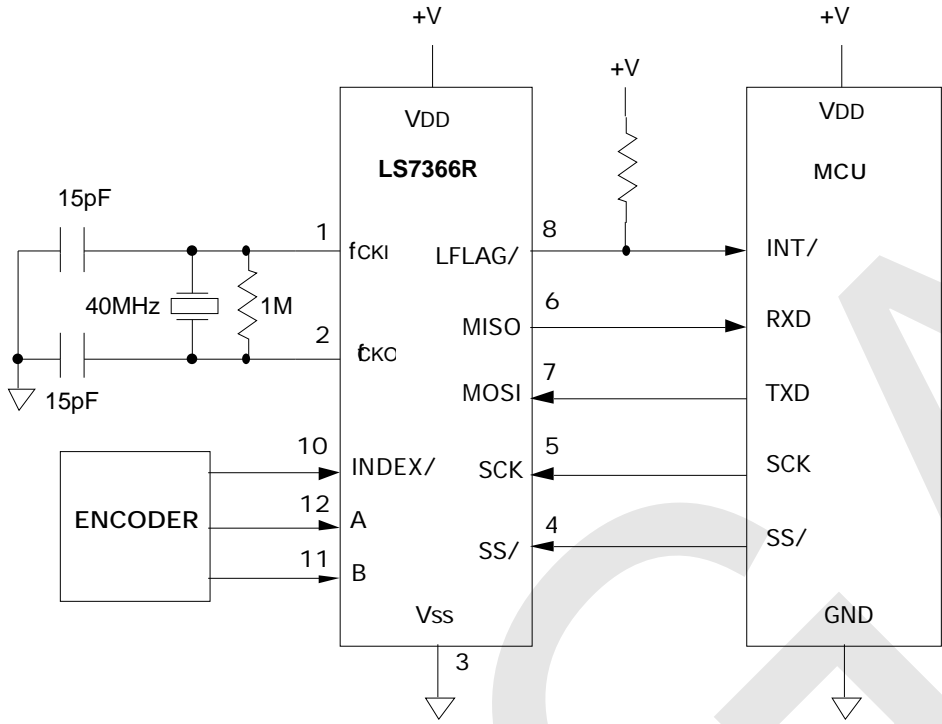 +V
+V
+V
VDD
VDD
LS7366R
MCU
15pF
1
fCKI
8
LFLAG/
INT/
40MHz
1M
6
MISO
RXD
2
fCKO
15pF
7
MOSI
TXD
10
INDEX/
5
SCK
SCK
ENCODER
12
A
4
SS/
SS/
11
B
Vss
GND
3